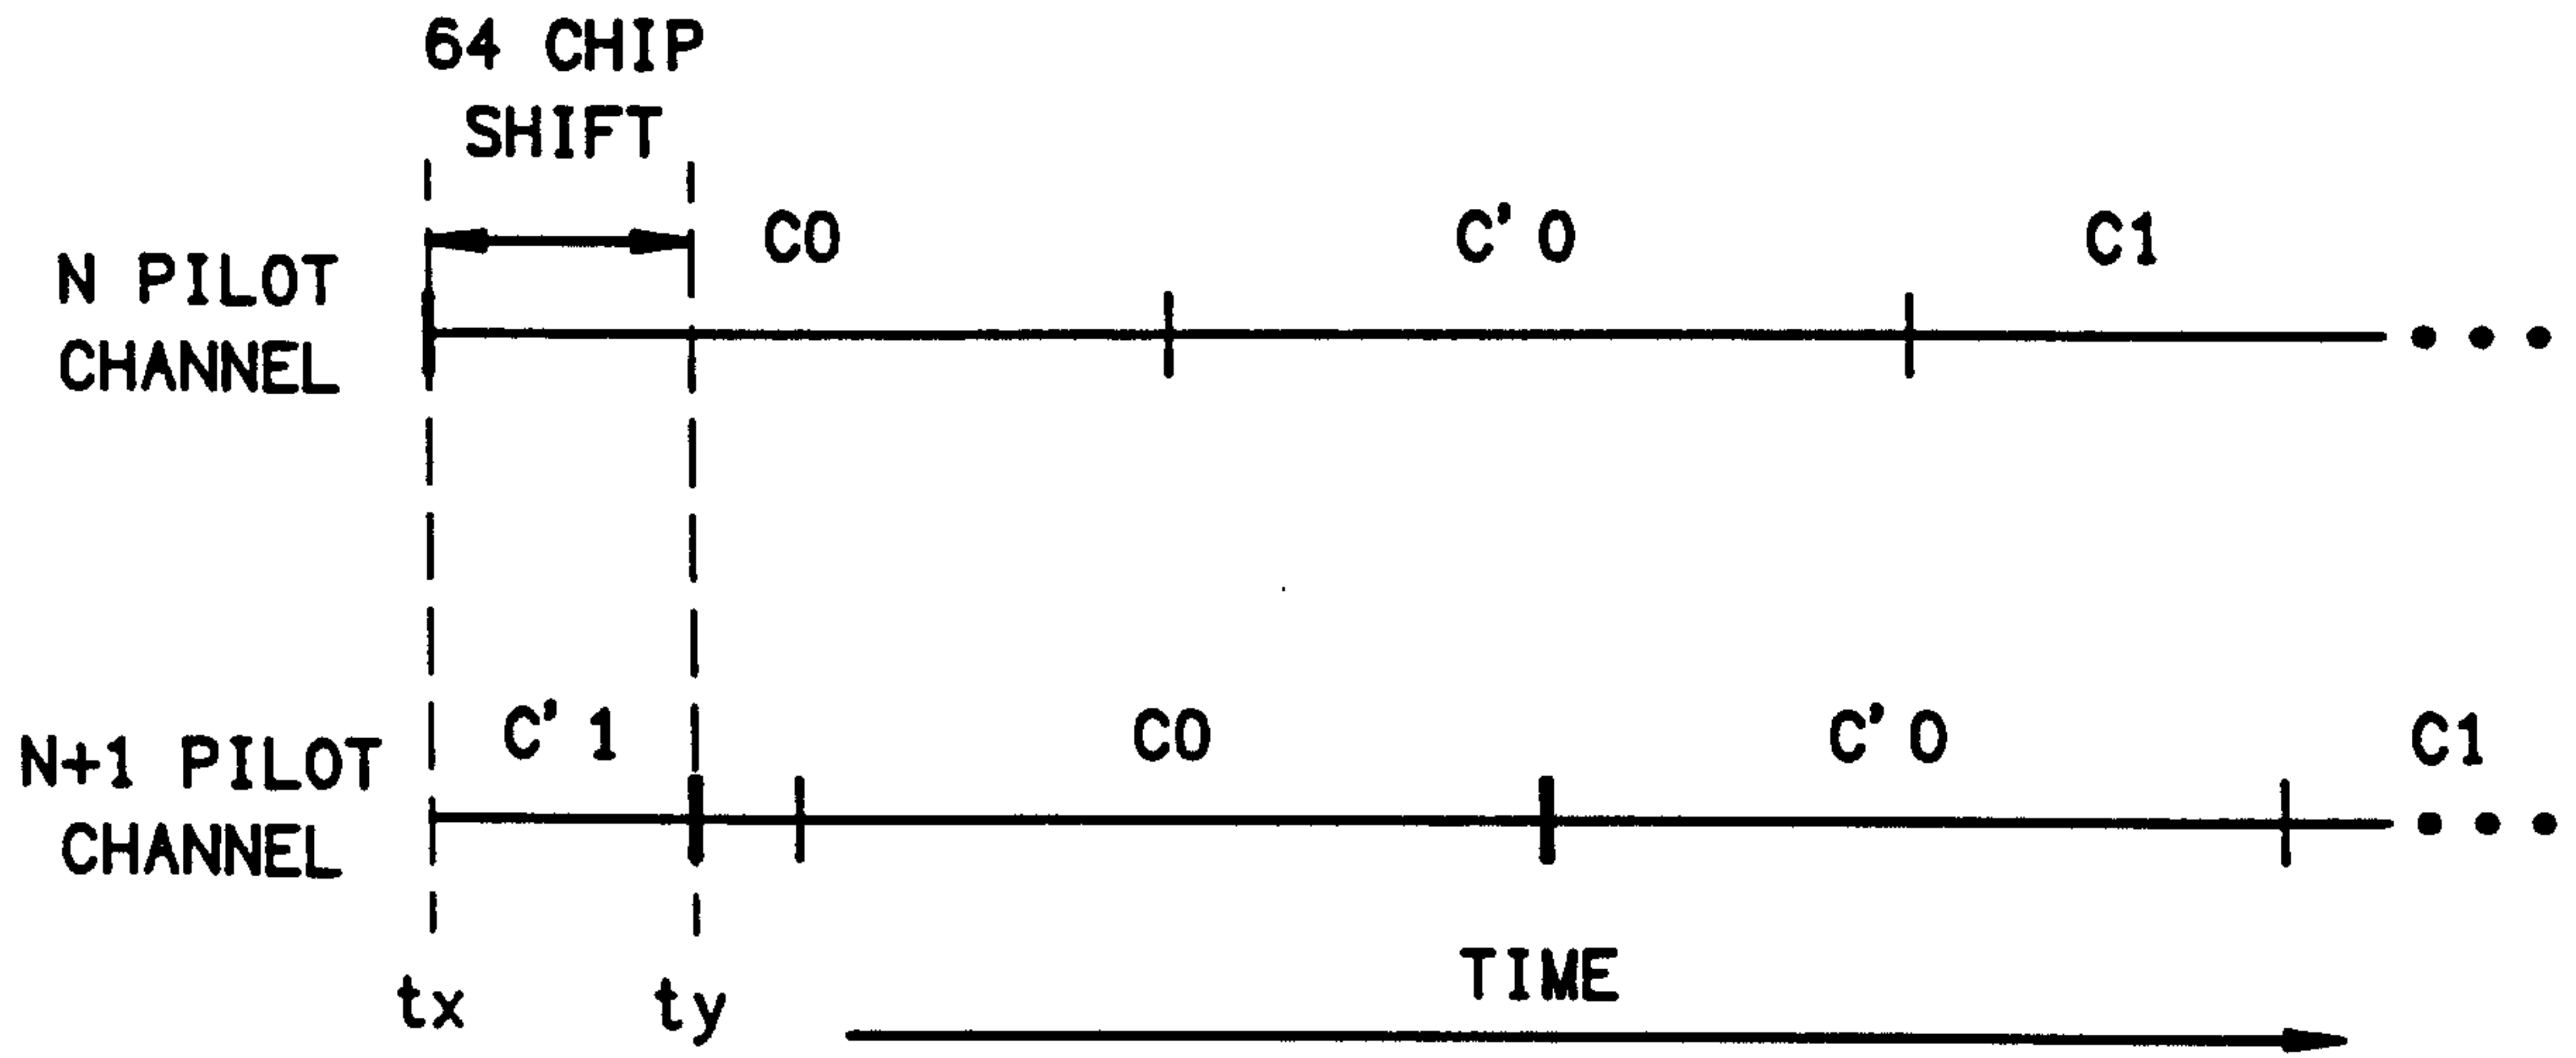 64 CHIP
SHIFT
N PILOT
CHANNEL
C0
C'0
C1
N+1 PILOT
CHANNEL
C'1
C0
C'0
C1
tx
ty
TIME